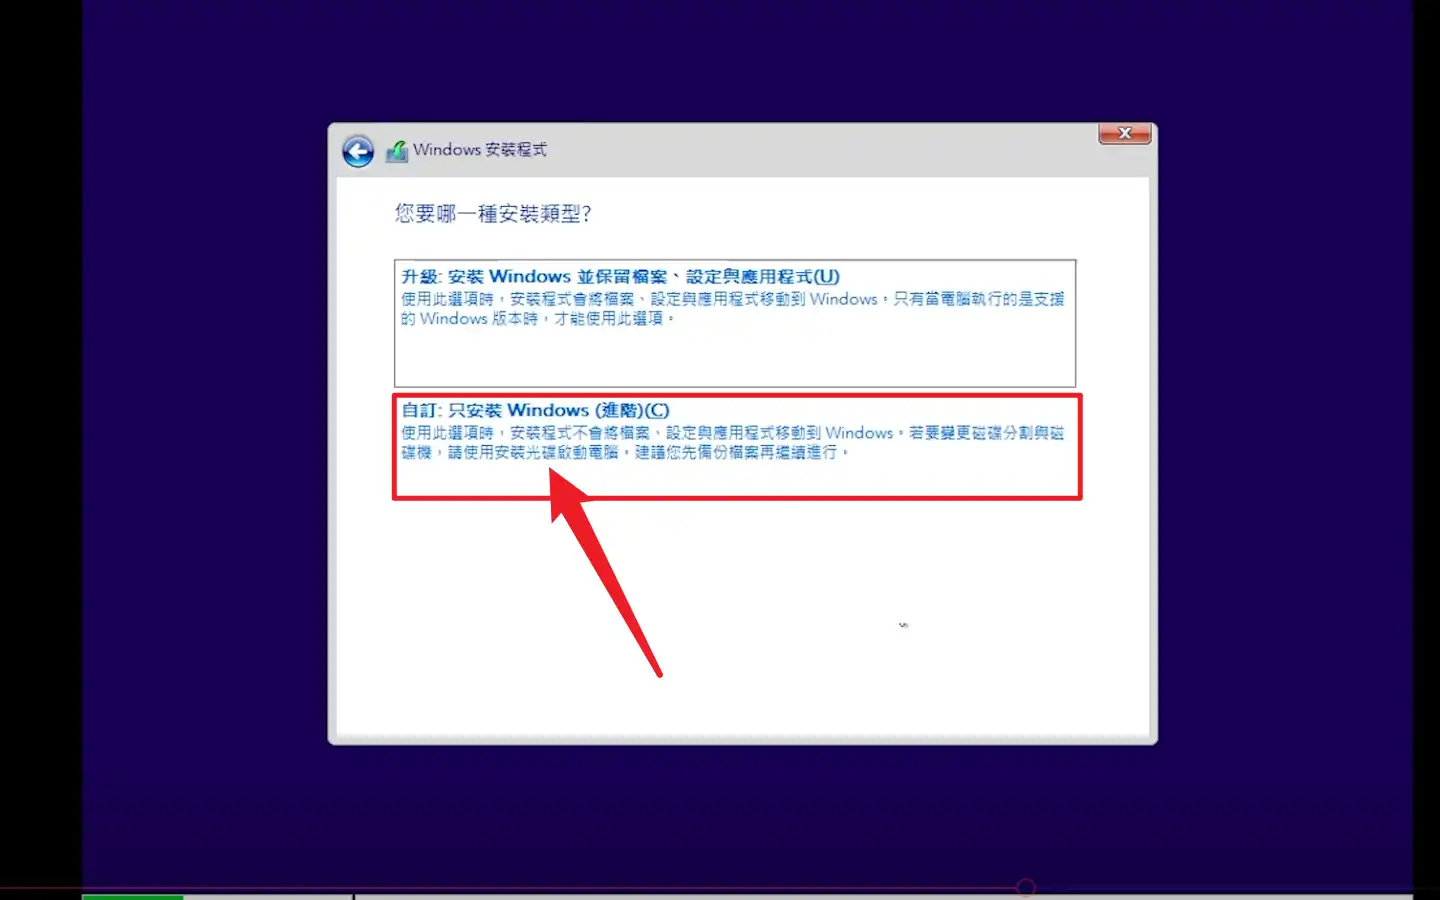 Windows 安裝程式
您要哪一種安裝類型?
升級: 安裝 Windows 並保留檔案、設定與應用程式(U)
使用此選項時，安裝程式會將檔案、設定與應用程式移動到 Windows。只有當電腦執行的是支援
的 Windows 版本時，才能使用此選項。
自訂: 只安裝 Windows (進階)(C)
使用此選項時，安裝程式不會將檔案、設定與應用程式移動到 Windows。若要變更磁碟分割與磁
碟機，請使用安裝光碟啟動電腦。建議您先備份檔案再繼續進行。